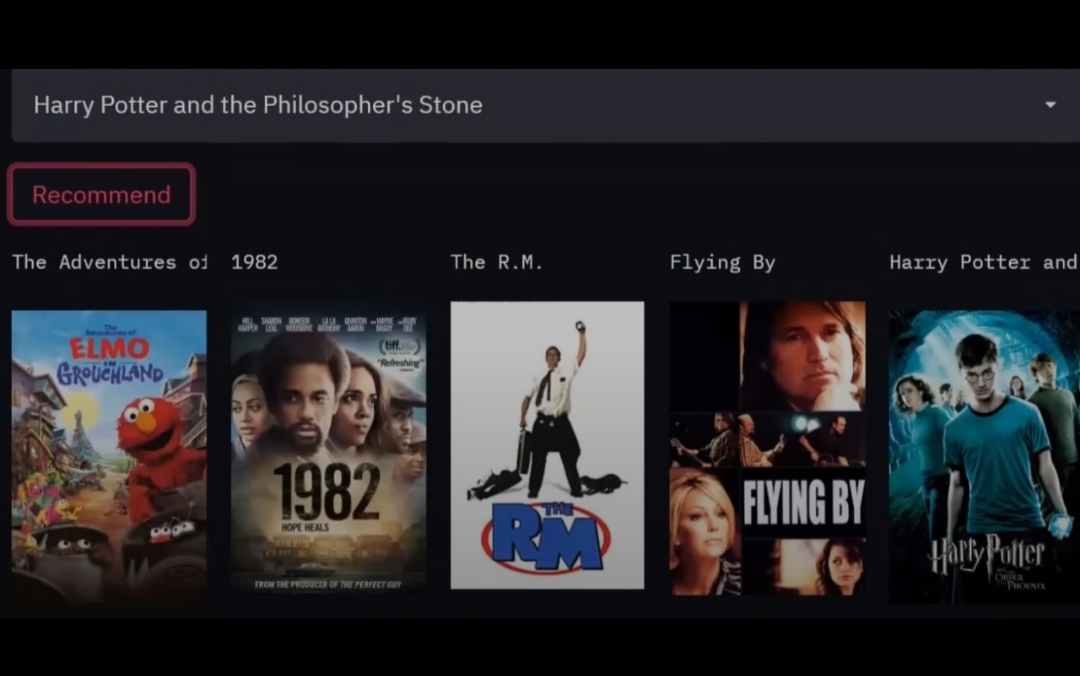 Harry Potter and the Philosopher's Stone
Recommend
The Adventures of
1982
The R.M.
Flying By
Harry Potter and
The
Adventures of
ELMO
IN
GROUCHLAND
HILL HARPER
SHARON LEAL
BOKEEM WOODBINE
LA LA ANTHONY
QUINTON AARON
WAYNE BRADY
RUBY DEE
tiff.
"Refreshing"
1982
HOPE HEALS
FROM THE PRODUCER OF THE PERFECT GUY
THE
RM
FLYING BY
Harry Potter
AND THE
ORDER
OF THE
PHOENIX